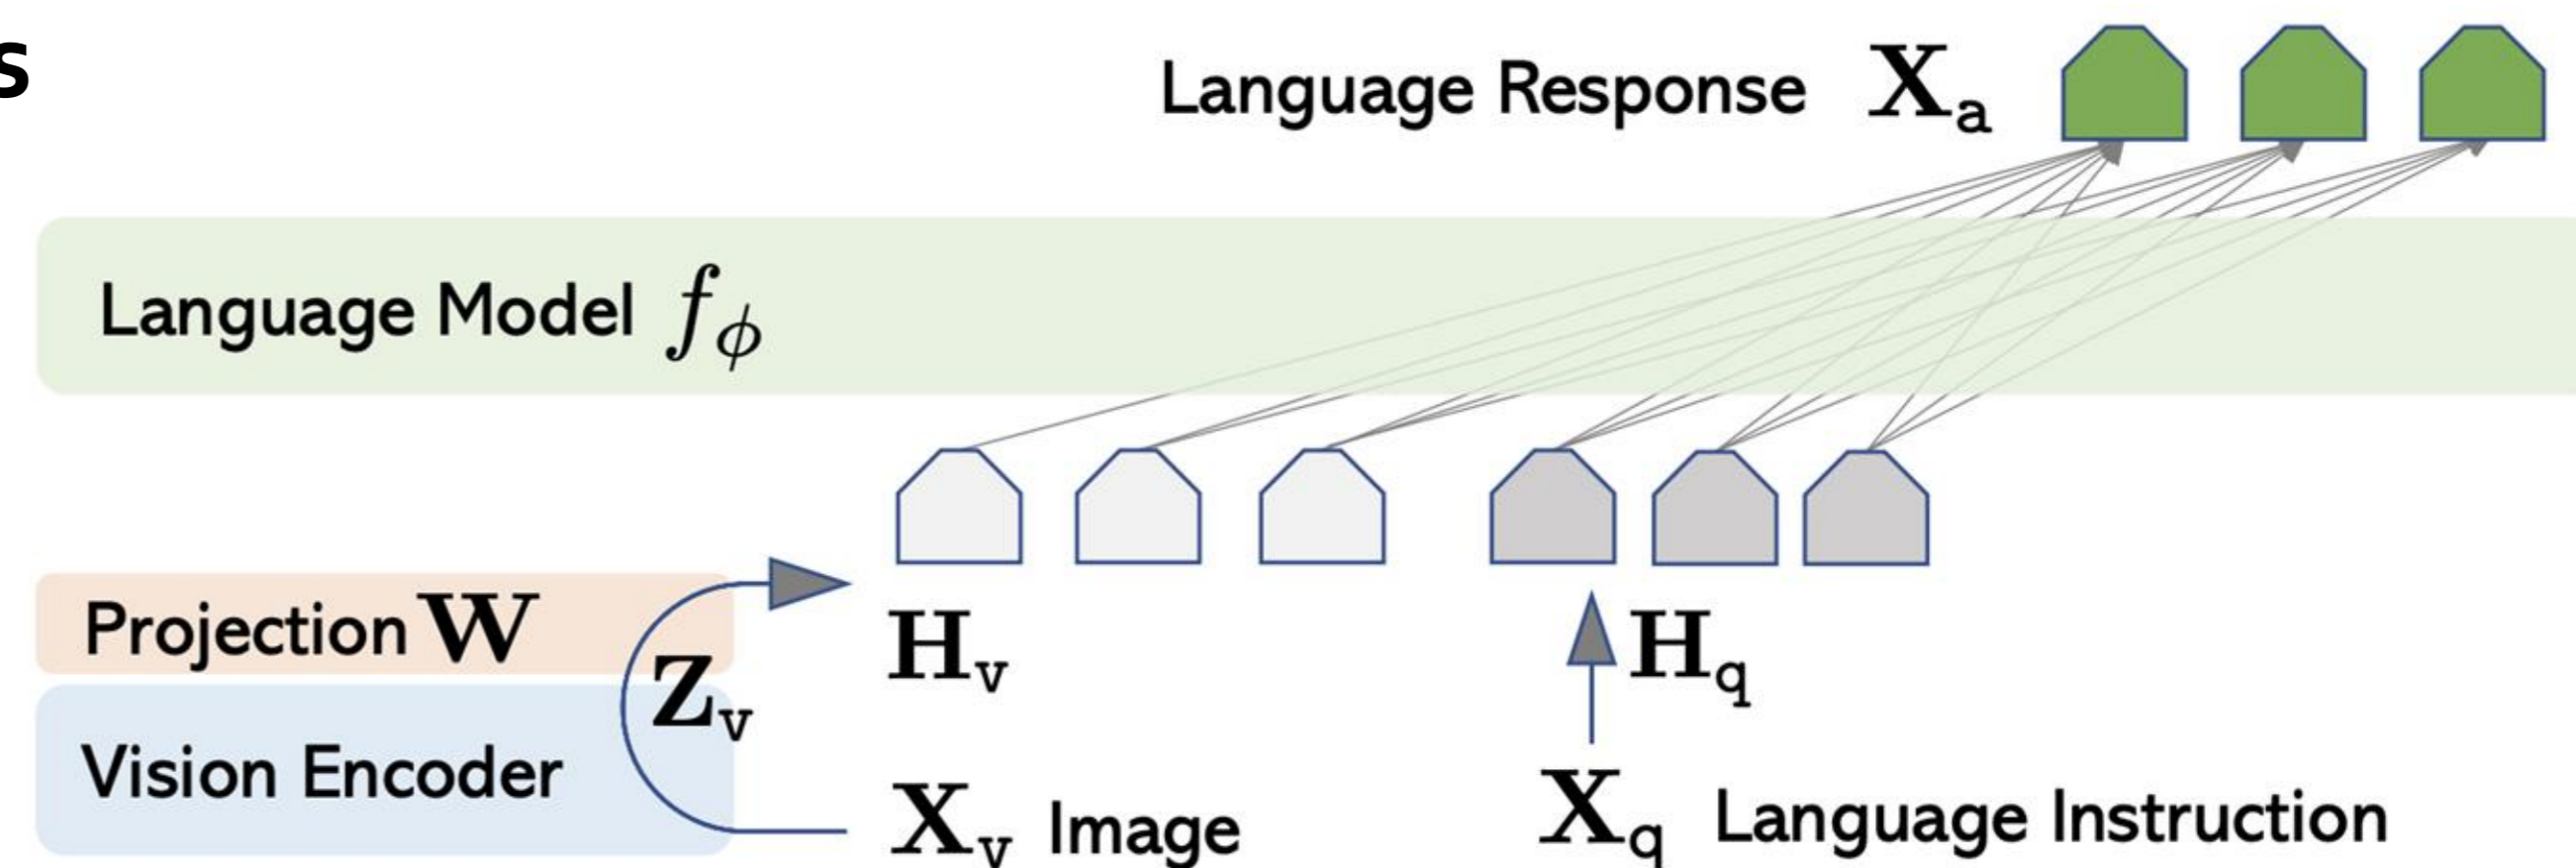 s
Language Response X_a
Language Model f_ϕ
Projection W
Z_v
Vision Encoder
H_v
H_q
X_v Image
X_q Language Instruction